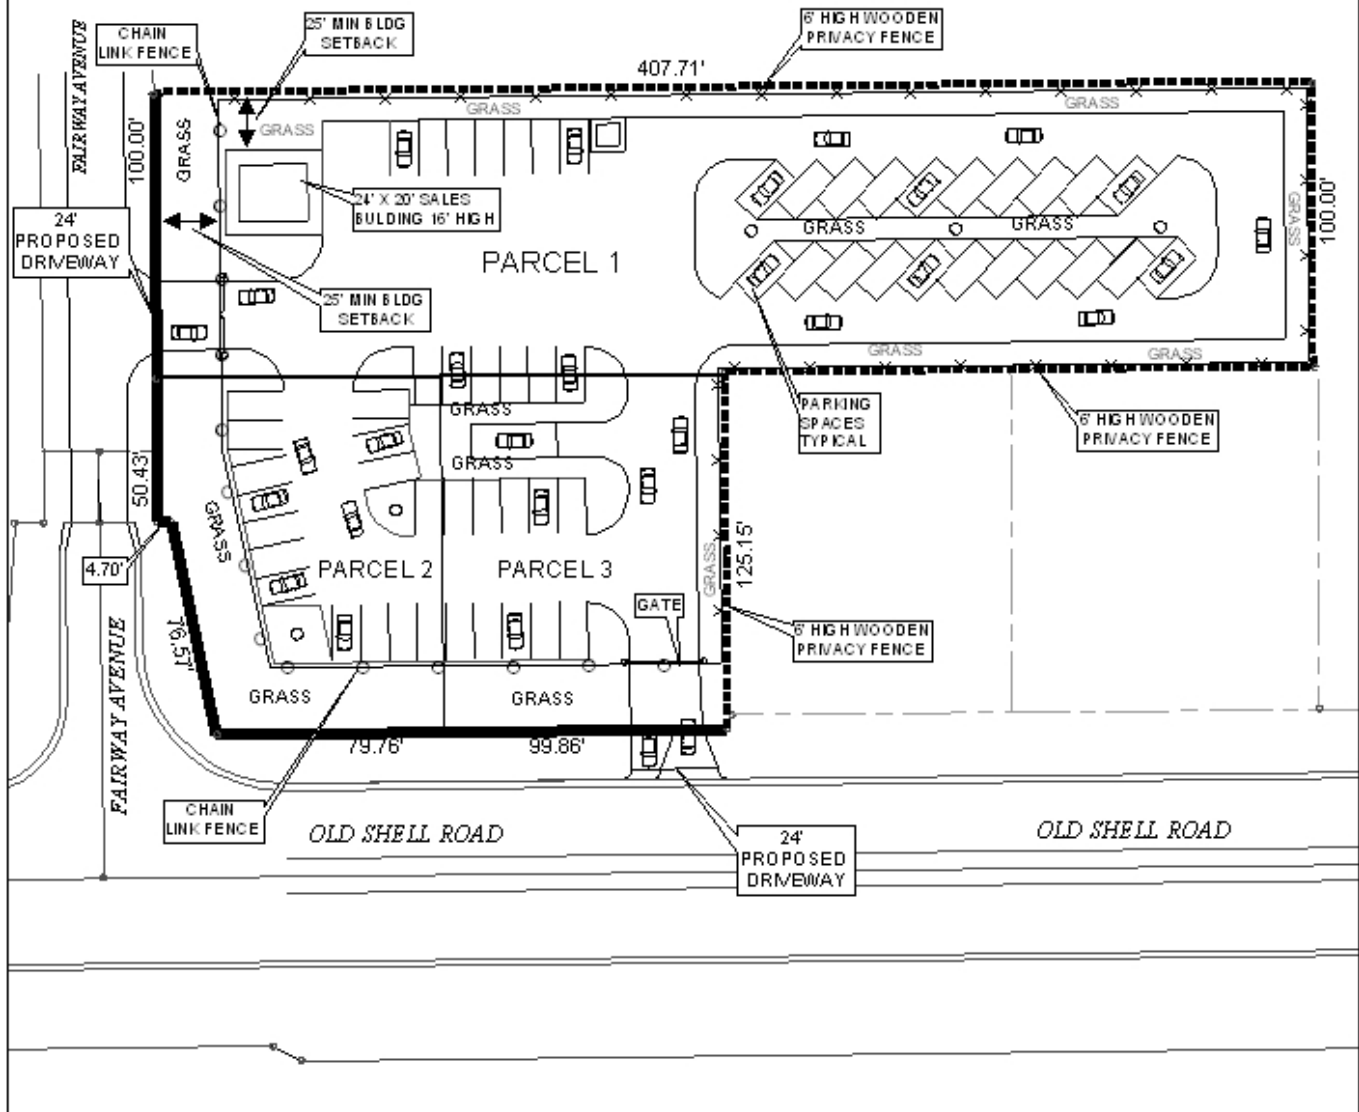 FAIRWAY AVENUE
CHAIN
LINK FENCE
25' MIN BLDG
SETBACK
6' HIGH WOODEN
PRIVACY FENCE
407.71'
100.00'
GRASS
GRASS
GRASS
GRASS
24' X 20' SALES
BULDING 16' HIGH
24'
PROPOSED
DRIVEWAY
PARCEL 1
GRASS
GRASS
GRASS
100.00'
25' MIN BLDG
SETBACK
GRASS
GRASS
PARKING
SPACES
TYPICAL
6' HIGH WOODEN
PRIVACY FENCE
GRASS
GRASS
50.43'
GRASS
4.70'
PARCEL 2
PARCEL 3
GRASS
125.15'
GATE
6' HIGH WOODEN
PRIVACY FENCE
76.57'
FAIRWAY AVENUE
GRASS
GRASS
79.76'
99.86'
CHAIN
LINK FENCE
OLD SHELL ROAD
24'
PROPOSED
DRIVEWAY
OLD SHELL ROAD